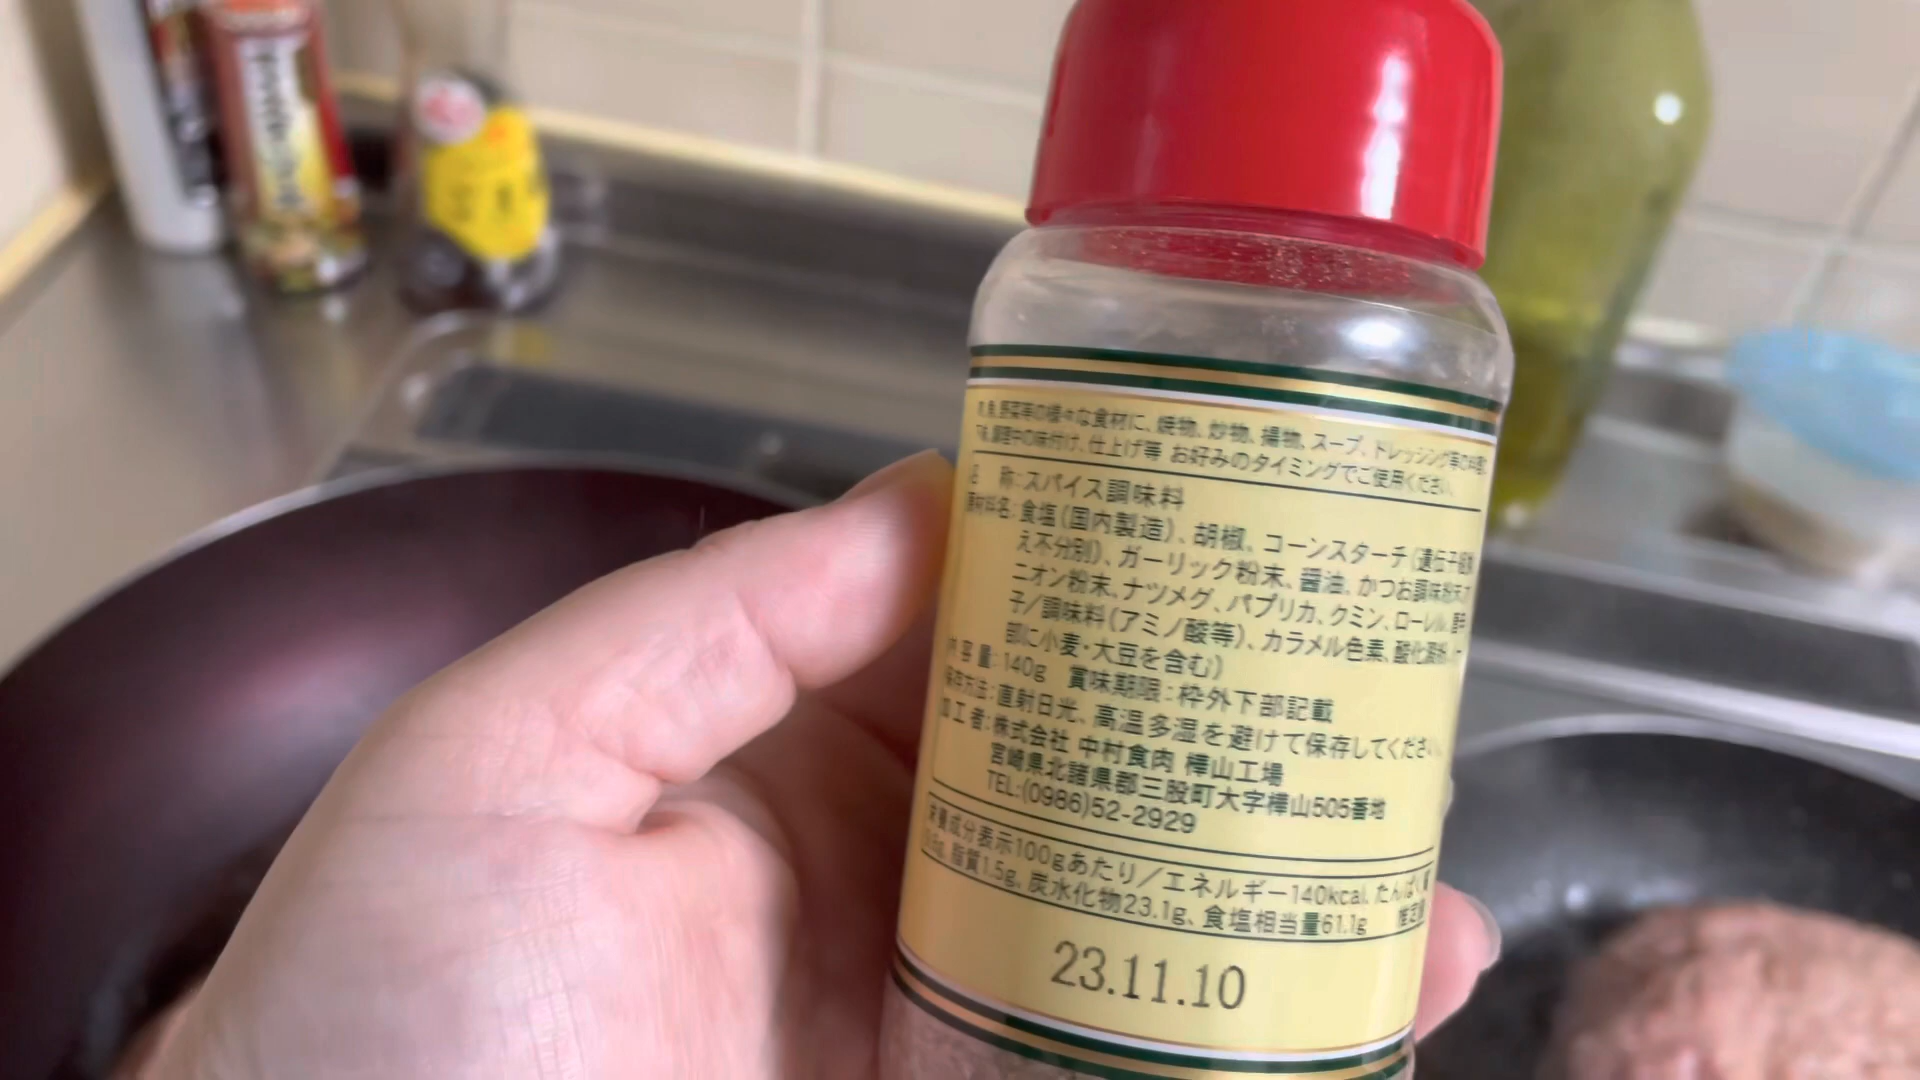 魚、野菜等の様々な食材に、焼物、炒物、揚物、スープ、ドレッシング等の
調理中の味付け、仕上げ等 お好みのタイミングでご使用ください。
称:スパイス調味料
原材料名:食塩(国内製造)、胡椒、コーンスターチ(遺伝子組換
え不分別)、ガーリック粉末、醤油、かつお調味粉末、オ
ニオン粉末、ナツメグ、パプリカ、クミン、ローレル、唐辛
子/調味料(アミノ酸等)、カラメル色素、酸化澱粉、(一
部に小麦・大豆を含む)
内容量:140g 賞味期限:枠外下部記載
保存方法:直射日光、高温多湿を避けて保存してください。
加工者:株式会社 中村食肉 樺山工場
宮崎県北諸県郡三股町大字樺山505番地
TEL:(0986)52-2929
栄養成分表示100gあたり/エネルギー140kcal、たんぱく質
脂質1.5g、炭水化物23.1g、食塩相当量61.1g 推定値
23.11.10